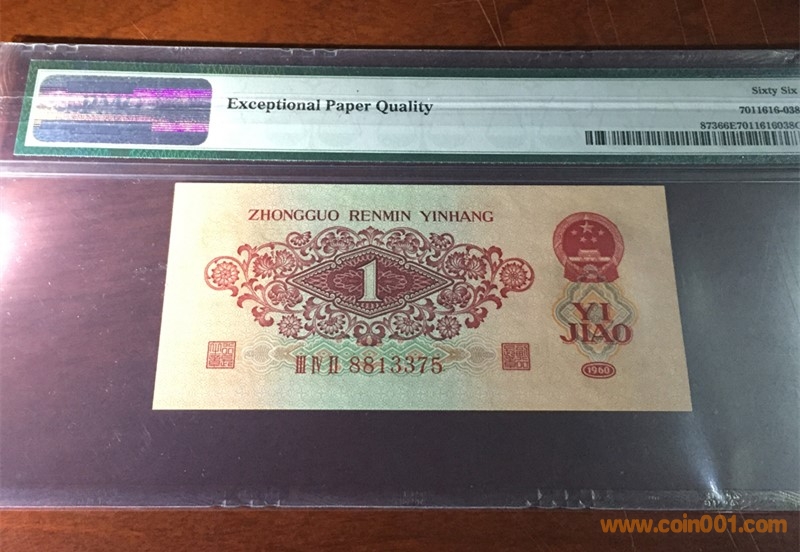 Exceptional Paper Quality
Sixty Six
7011616-038
87366E7011616038
ZHONGGUO RENMIN YINHANG
1
YI
JIAO
III IV II 8813375
1960
www.coin001.com